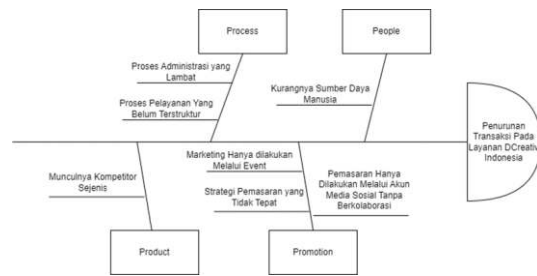 Process
People
Proses Administrasi yang
Lambat
Proses Pelayanan Yang
Belum Terstruktur
Kurangnya Sumber Daya
Manusia
Penurunan
Transaksi Pada
Layanan DCreativ
Indonesia
Munculnya Kompetitor
Sejenis
Marketing Hanya dilakukan
Melalui Event
Strategi Pemasaran yang
Tidak Tepat
Pemasaran Hanya
Dilakukan Melalui Akun
Media Sosial Tanpa
Berkolaborasi
Product
Promotion